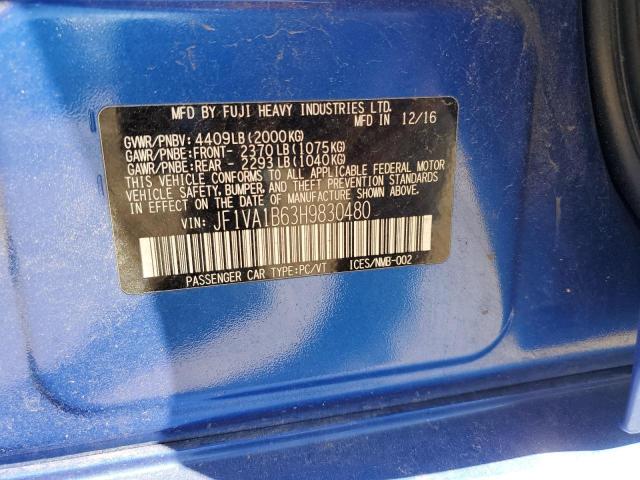 MFD BY FUJI HEAVY INDUSTRIES LTD.
MFD IN 12/16
GVWR/PNBV: 4409LB(2000KG)
GAWR/PNBE:FRONT- 2370LB(1075KG)
GAWR/PNBE:REAR - 2293LB(1040KG)
THIS VEHICLE CONFORMS TO ALL APPLICABLE FEDERAL MOTOR
VEHICLE SAFETY, BUMPER, AND THEFT PREVENTION STANDARDS
IN EFFECT ON THE DATE OF MANUFACTURE SHOWN ABOVE.
VIN: JF1VA1B63H9830480
PASSENGER CAR TYPE:PC/VT ICES/NMB-002